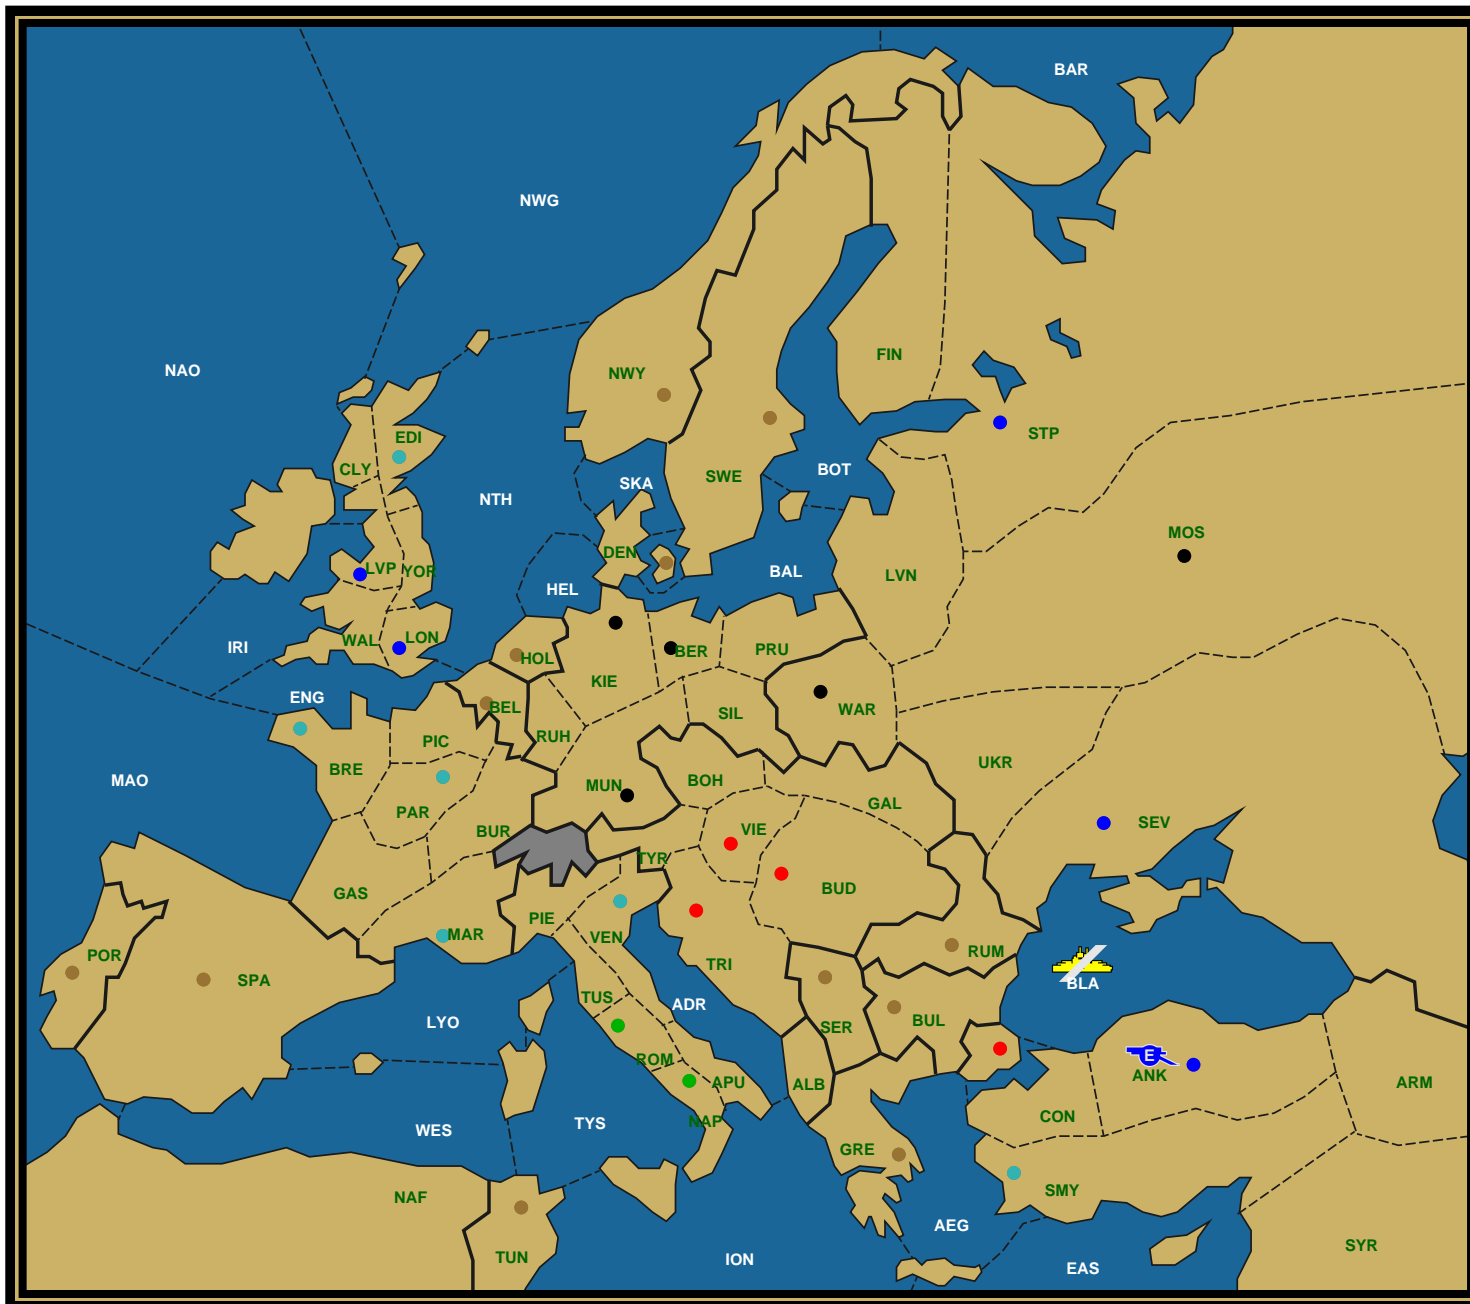 BAR
NWG
NAO
FIN
NWY
EDI
STP
CLY
SKA
BOT
SWE
NTH
MOS
DEN
LVP
YOR
BAL
LVN
HEL
IRI
WAL
LON
HOL
BER
PRU
KIE
ENG
BEL
SIL
WAR
PIC
RUH
BRE
UKR
MAO
MUN
BOH
GAL
PAR
SEV
BUR
VIE
TYR
BUD
GAS
PIE
MAR
VEN
POR
RUM
SPA
TRI
BLA
TUS
ADR
LYO
BUL
SER
ROM
E
ANK
APU
ALB
ARM
CON
NAP
TYS
WES
GRE
SMY
NAF
AEG
SYR
TUN
ION
EAS